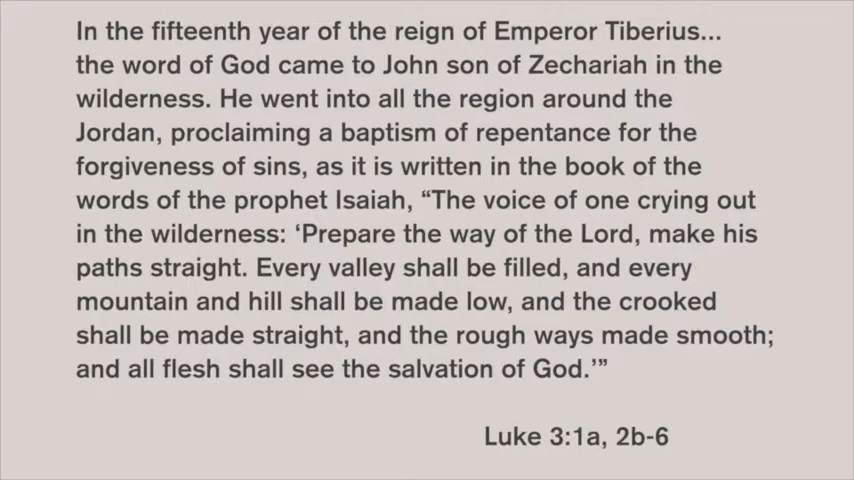 In the fifteenth year of the reign of Emperor Tiberius...
the word of God came to John son of Zechariah in the
wilderness. He went into all the region around the
Jordan, proclaiming a baptism of repentance for the
forgiveness of sins, as it is written in the book of the
words of the prophet Isaiah, “The voice of one crying out
in the wilderness: ‘Prepare the way of the Lord, make his
paths straight. Every valley shall be filled, and every
mountain and hill shall be made low, and the crooked
shall be made straight, and the rough ways made smooth;
and all flesh shall see the salvation of God.’”
Luke 3:1a, 2b-6